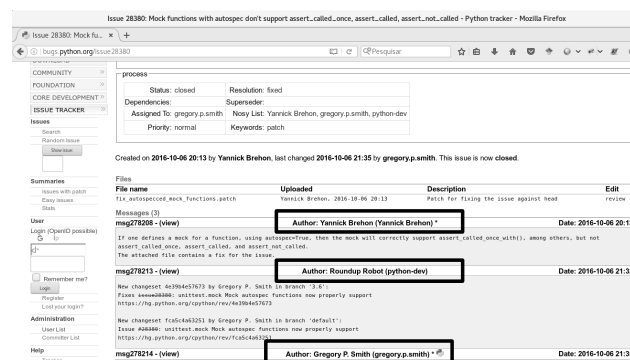 Issue 28380: Mock functions with autospec don't support assert_called_once, assert_called, assert_not_called - Python tracker - Mozilla Firefox
Issue 28380: Mock fu... × +
bugs.python.org/issue28380
Pesquisar
COMMUNITY »
FOUNDATION »
CORE DEVELOPMENT »
ISSUE TRACKER »
Issues
Search
Random Issue
Show Issue
Summaries
Issues with patch
Easy Issues
Stats
User
Login (OpenID possible)
Remember me?
Login
Register
Lost your login?
Administration
User List
Committer List
Help
process
Status: closed Resolution: fixed
Dependencies: Superseder:
Assigned To: gregory.p.smith Nosy List: Yannick Brehon, gregory.p.smith, python-dev
Priority: normal Keywords: patch
Created on 2016-10-06 20:13 by Yannick Brehon, last changed 2016-10-06 21:35 by gregory.p.smith. This issue is now closed.
Files
File name Uploaded Description Edit
fix_autospecced_mock_functions.patch Yannick Brehon, 2016-10-06 20:13 Patch for fixing the issue against head review
Messages (3)
msg278208 - (view) Author: Yannick Brehon (Yannick Brehon) * Date: 2016-10-06 20:1
If one defines a mock for a function, using autospec=True, then the mock will correctly support assert_called_once_with(), among others, but not
assert_called_once, assert_called, and assert_not_called.
The attached file contains a fix for the issue.
msg278213 - (view) Author: Roundup Robot (python-dev) Date: 2016-10-06 21:3
New changeset 4e39b4e57673 by Gregory P. Smith in branch '3.6':
Fixes issue28380: unittest.mock Mock autospec functions now properly support
https://hg.python.org/cpython/rev/4e39b4e57673
New changeset fca5c4a63251 by Gregory P. Smith in branch 'default':
Issue #28380: unittest.mock Mock autospec functions now properly support
https://hg.python.org/cpython/rev/fca5c4a63251
msg278214 - (view) Author: Gregory P. Smith (gregory.p.smith) * Date: 2016-10-06 21:3